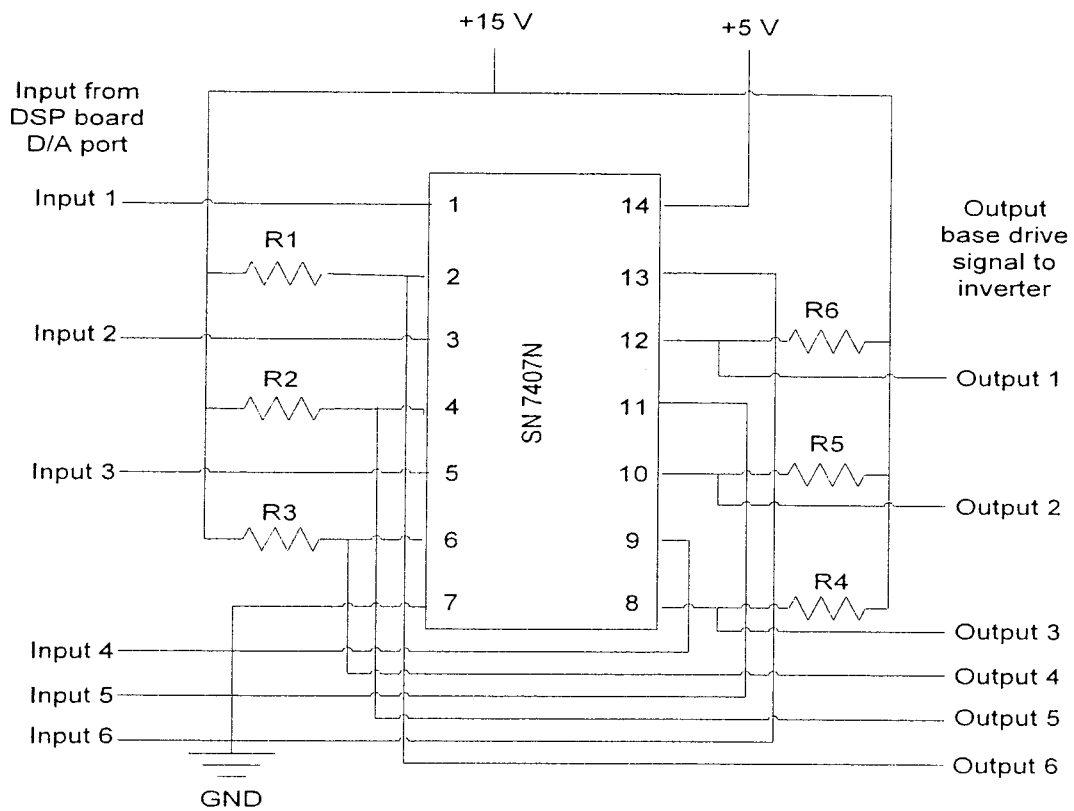 +15 V
+5 V
Input from
DSP board
D/A port
Input 1
1
14
Output
base drive
signal to
inverter
R1
2
13
R6
Input 2
3
12
Output 1
R2
4
11
SN 7407N
R5
Input 3
5
10
Output 2
R3
6
9
R4
7
8
Output 3
Input 4
Output 4
Input 5
Output 5
Input 6
Output 6
GND